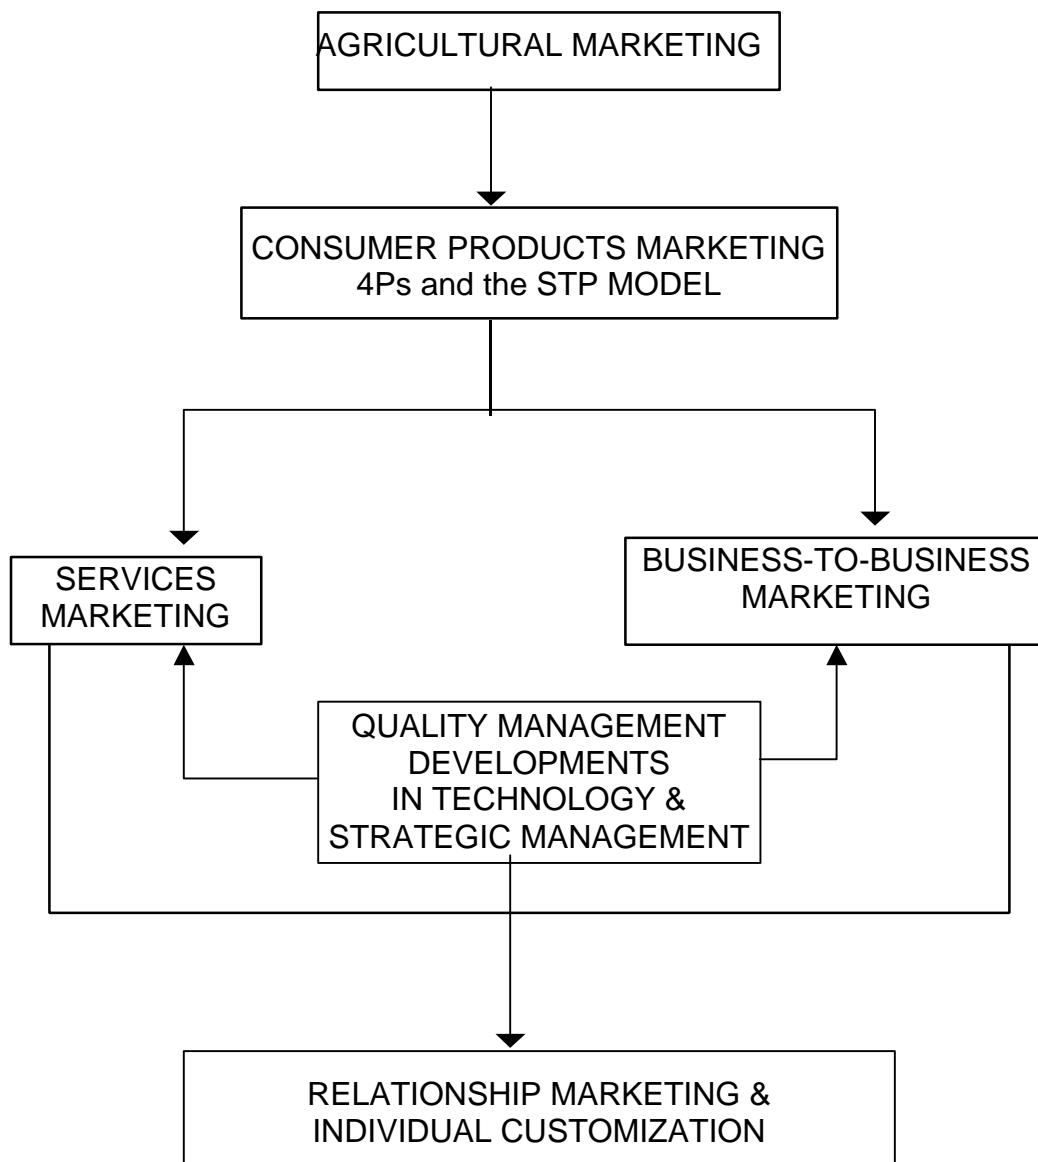 AGRICULTURAL MARKETING
CONSUMER PRODUCTS MARKETING
4Ps and the STP MODEL
SERVICES
MARKETING
BUSINESS-TO-BUSINESS
MARKETING
QUALITY MANAGEMENT
DEVELOPMENTS
IN TECHNOLOGY &
STRATEGIC MANAGEMENT
RELATIONSHIP MARKETING &
INDIVIDUAL CUSTOMIZATION